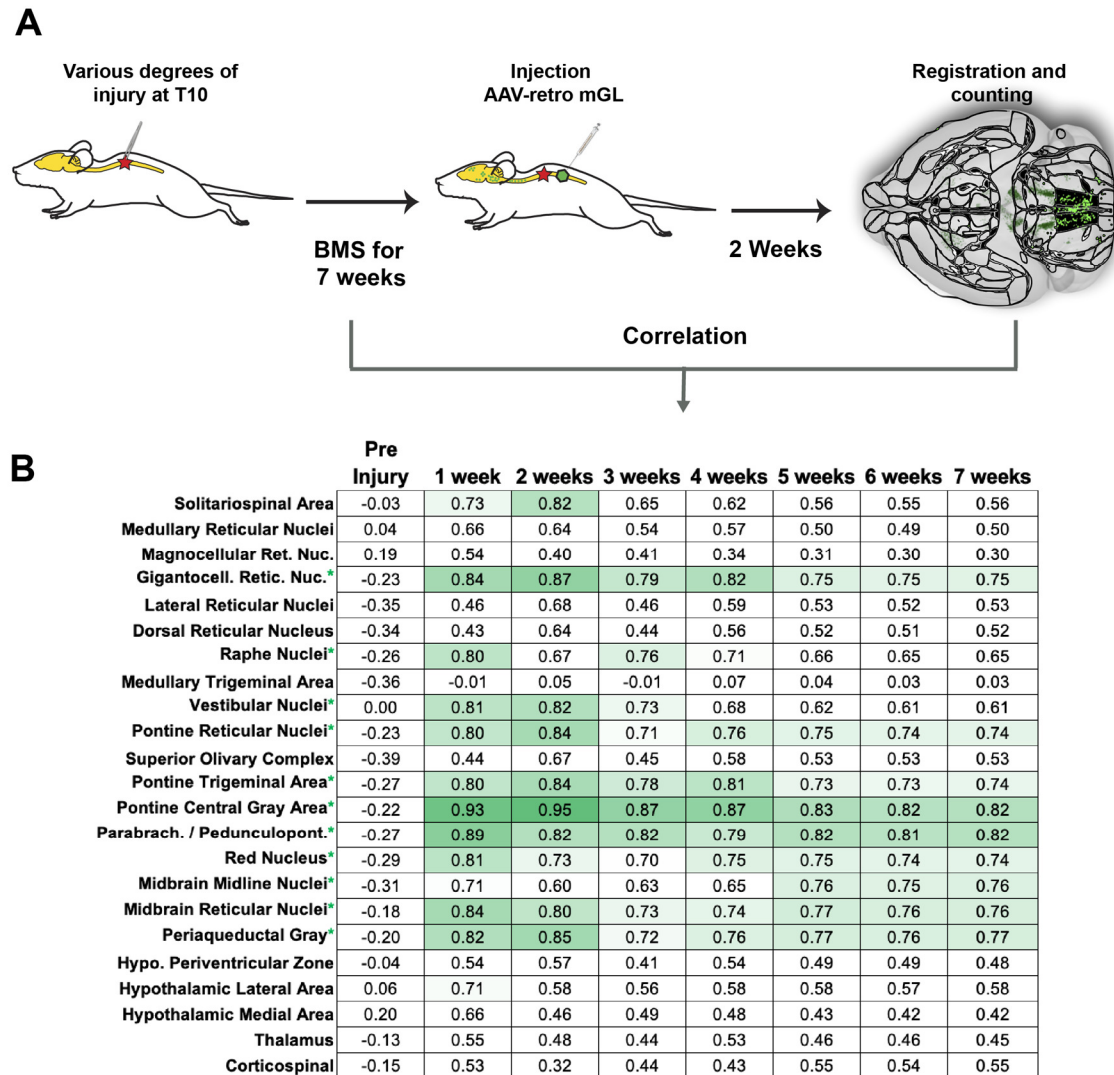 A
Various degrees of
injury at T10
Injection
AAV-retro mGL
Registration and
counting
BMS for
7 weeks
2 Weeks
Correlation
B
Pre
Injury 1 week 2 weeks 3 weeks 4 weeks 5 weeks 6 weeks 7 weeks
Solitariospinal Area -0.03 0.73 0.82 0.65 0.62 0.56 0.55 0.56
Medullary Reticular Nuclei 0.04 0.66 0.64 0.54 0.57 0.50 0.49 0.50
Magnocellular Ret. Nuc. 0.19 0.54 0.40 0.41 0.34 0.31 0.30 0.30
Gigantocell. Retic. Nuc.* -0.23 0.84 0.87 0.79 0.82 0.75 0.75 0.75
Lateral Reticular Nuclei -0.35 0.46 0.68 0.46 0.59 0.53 0.52 0.53
Dorsal Reticular Nucleus -0.34 0.43 0.64 0.44 0.56 0.52 0.51 0.52
Raphe Nuclei* -0.26 0.80 0.67 0.76 0.71 0.66 0.65 0.65
Medullary Trigeminal Area -0.36 -0.01 0.05 -0.01 0.07 0.04 0.03 0.03
Vestibular Nuclei* 0.00 0.81 0.82 0.73 0.68 0.62 0.61 0.61
Pontine Reticular Nuclei* -0.23 0.80 0.84 0.71 0.76 0.75 0.74 0.74
Superior Olivary Complex -0.39 0.44 0.67 0.45 0.58 0.53 0.53 0.53
Pontine Trigeminal Area* -0.27 0.80 0.84 0.78 0.81 0.73 0.73 0.74
Pontine Central Gray Area* -0.22 0.93 0.95 0.87 0.87 0.83 0.82 0.82
Parabrach. / Pedunculopont.* -0.27 0.89 0.82 0.82 0.79 0.82 0.81 0.82
Red Nucleus* -0.29 0.81 0.73 0.70 0.75 0.75 0.74 0.74
Midbrain Midline Nuclei* -0.31 0.71 0.60 0.63 0.65 0.76 0.75 0.76
Midbrain Reticular Nuclei* -0.18 0.84 0.80 0.73 0.74 0.77 0.76 0.76
Periaqueductal Gray* -0.20 0.82 0.85 0.72 0.76 0.77 0.76 0.77
Hypo. Periventricular Zone -0.04 0.54 0.57 0.41 0.54 0.49 0.49 0.48
Hypothalamic Lateral Area 0.06 0.71 0.58 0.56 0.58 0.58 0.57 0.58
Hypothalamic Medial Area 0.20 0.66 0.46 0.49 0.48 0.43 0.42 0.42
Thalamus -0.13 0.55 0.48 0.44 0.53 0.46 0.46 0.45
Corticospinal -0.15 0.53 0.32 0.44 0.43 0.55 0.54 0.55